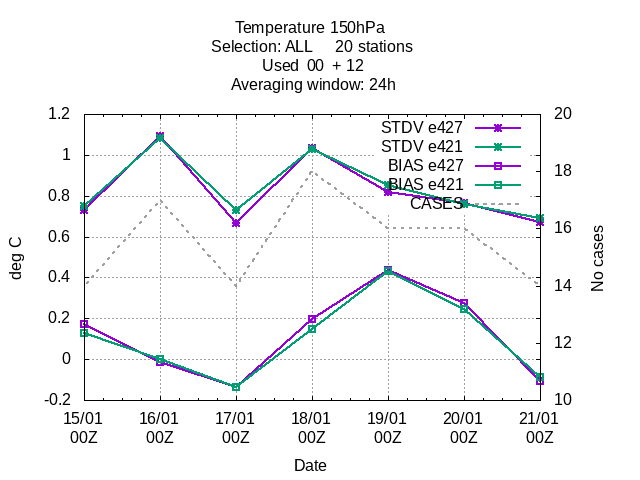 Temperature 150hPa
Selection: ALL     20 stations
Used  00  + 12
Averaging window: 24h
1.2
1
0.8
0.6
0.4
0.2
0
-0.2
deg C
20
18
16
14
12
10
No cases
STDV e427
STDV e421
BIAS e427
BIAS e421
CASES
15/01 16/01 17/01 18/01 19/01 20/01 21/01
00Z 00Z 00Z 00Z 00Z 00Z 00Z
Date